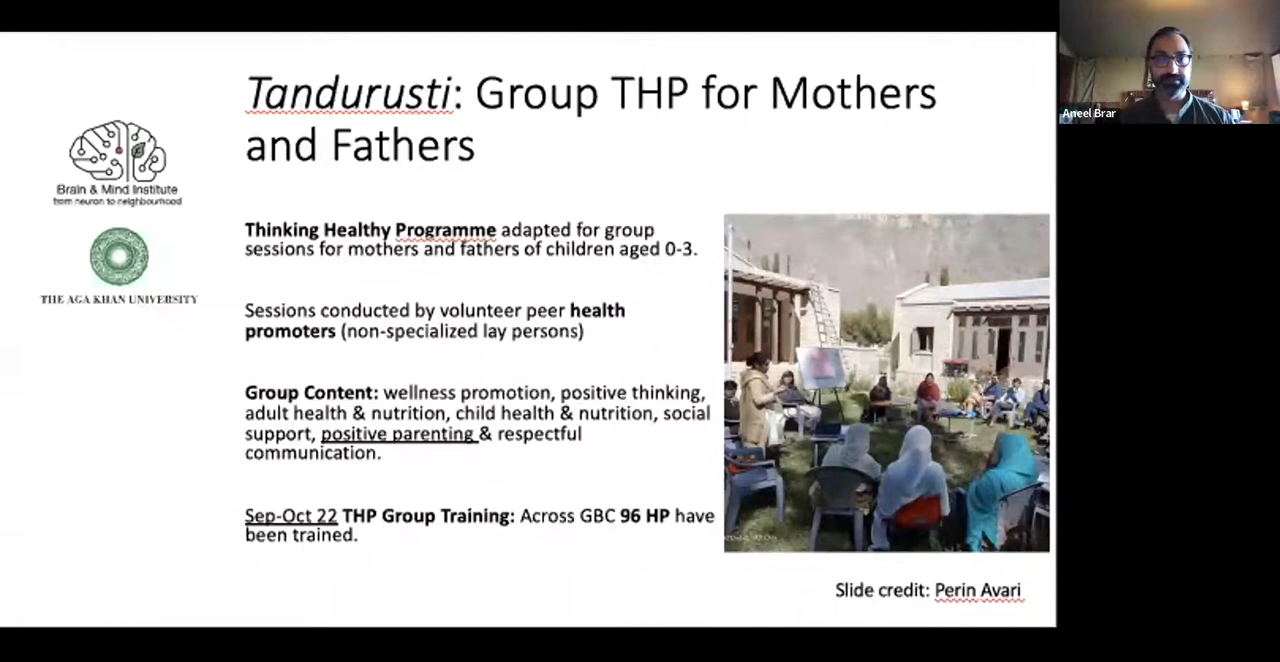 Tandurusti: Group THP for Mothers
and Fathers
Brain & Mind Institute
from neuron to neighbourhood
THE AGA KHAN UNIVERSITY
Thinking Healthy Programme adapted for group
sessions for mothers and fathers of children aged 0-3.
Sessions conducted by volunteer peer health
promoters (non-specialized lay persons)
Group Content: wellness promotion, positive thinking,
adult health & nutrition, child health & nutrition, social
support, positive parenting & respectful
communication.
Sep-Oct 22 THP Group Training: Across GBC 96 HP have
been trained.
Slide credit: Perin Avari
Aneel Brar